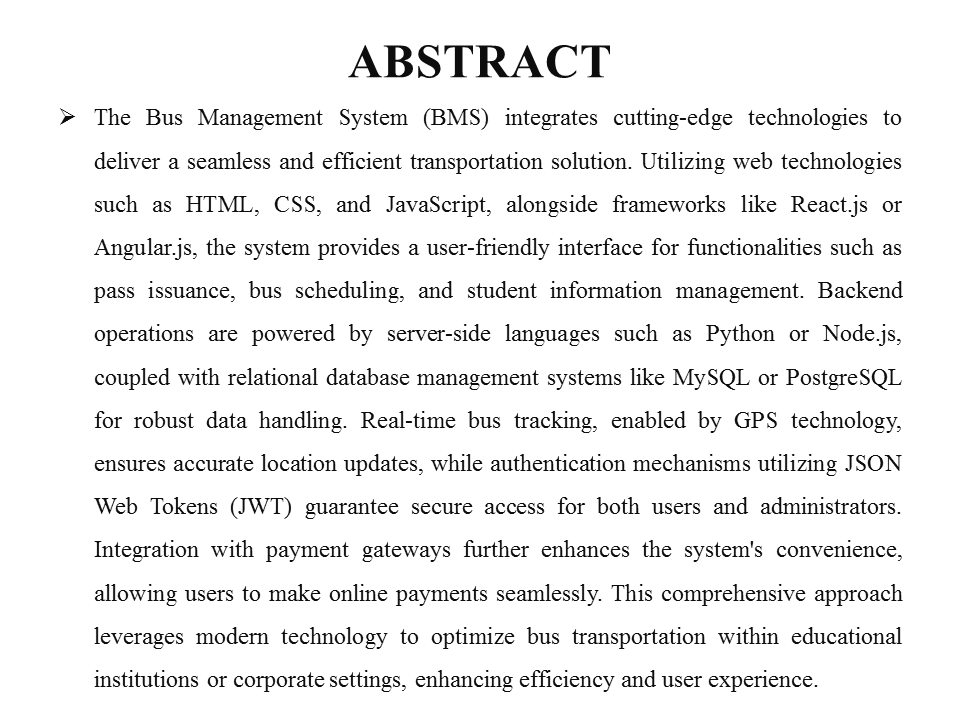 ABSTRACT
➢ The Bus Management System (BMS) integrates cutting-edge technologies to
deliver a seamless and efficient transportation solution. Utilizing web technologies
such as HTML, CSS, and JavaScript, alongside frameworks like React.js or
Angular.js, the system provides a user-friendly interface for functionalities such as
pass issuance, bus scheduling, and student information management. Backend
operations are powered by server-side languages such as Python or Node.js,
coupled with relational database management systems like MySQL or PostgreSQL
for robust data handling. Real-time bus tracking, enabled by GPS technology,
ensures accurate location updates, while authentication mechanisms utilizing JSON
Web Tokens (JWT) guarantee secure access for both users and administrators.
Integration with payment gateways further enhances the system's convenience,
allowing users to make online payments seamlessly. This comprehensive approach
leverages modern technology to optimize bus transportation within educational
institutions or corporate settings, enhancing efficiency and user experience.